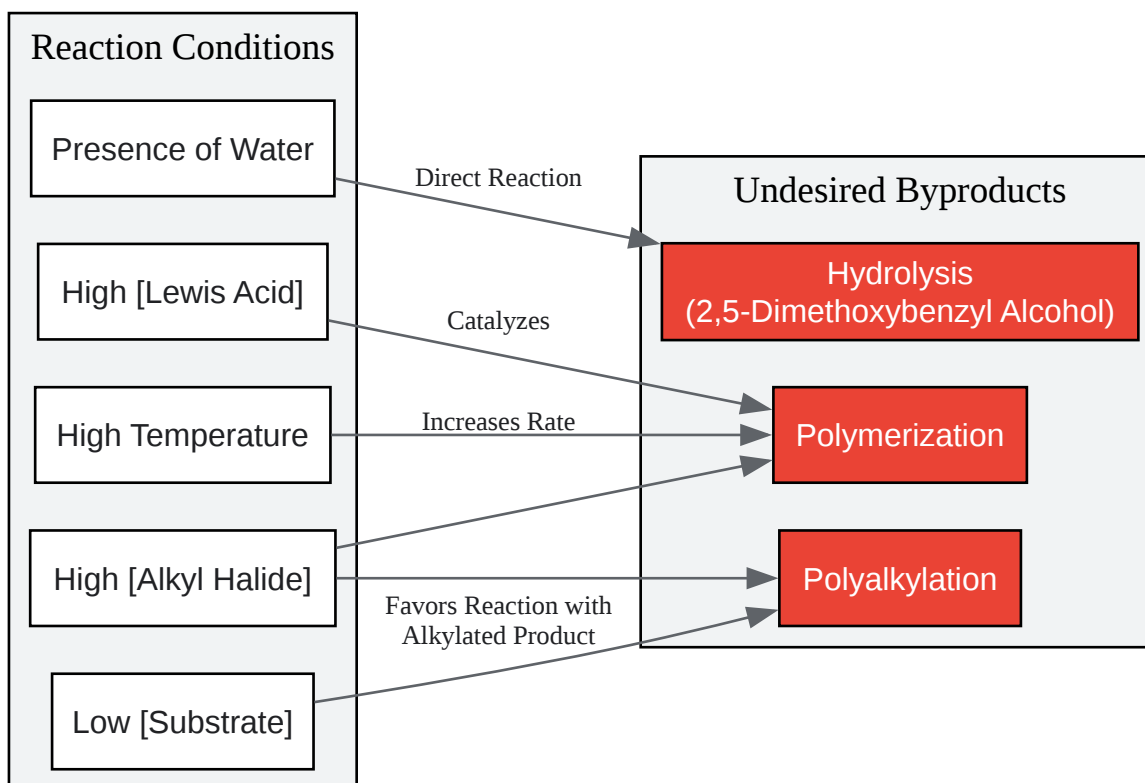 Reaction Conditions
Presence of Water
High [Lewis Acid]
High Temperature
High [Alkyl Halide]
Low [Substrate]
Direct Reaction
Catalyzes
Increases Rate
Favors Reaction with
Alkylated Product
Undesired Byproducts
Hydrolysis
(2,5-Dimethoxybenzyl Alcohol)
Polymerization
Polyalkylation